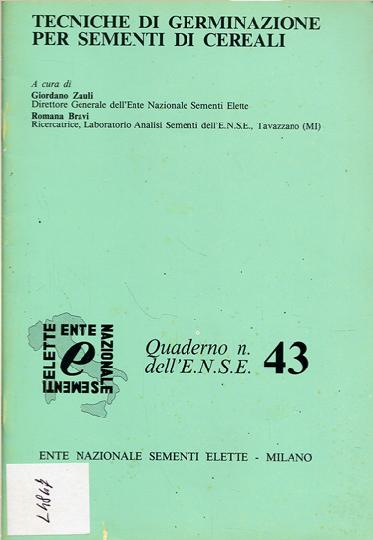 TECNICHE DI GERMINAZIONE
PER SEMENTI DI CEREALI
A cura di
Giordano Zauli
Direttore Generale dell'Ente Nazionale Sementi Elette
Romana Bravi
Ricercatrice, Laboratorio Analisi Sementi dell'E.N.S.E., Tavazzano (MI)
ENTE
NAZIONALE
SEMENTI
ELETTE
e
Quaderno n. 43
dell'E.N.S.E.
ENTE NAZIONALE SEMENTI ELETTE - MILANO